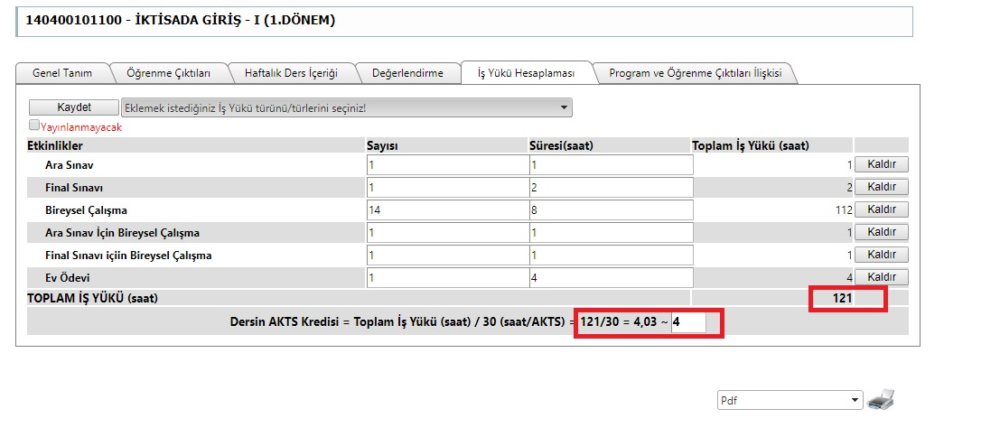 140400101100 - İKTİSADA GİRİŞ - I (1.DÖNEM)
Genel Tanım Öğrenme Çıktıları Haftalık Ders İçeriği Değerlendirme İş Yükü Hesaplaması Program ve Öğrenme Çıktıları İlişkisi
Kaydet Eklemek istediğiniz İş Yükü türünü/türlerini seçiniz!
Yayınlanmayacak
Etkinlikler Sayısı Süresi(saat) Toplam İş Yükü (saat)
Ara Sınav 1 1 1 Kaldır
Final Sınavı 1 2 2 Kaldır
Bireysel Çalışma 14 8 112 Kaldır
Ara Sınav İçin Bireysel Çalışma 1 1 1 Kaldır
Final Sınavı içiin Bireysel Çalışma 1 1 1 Kaldır
Ev Ödevi 1 4 4 Kaldır
TOPLAM İŞ YÜKÜ (saat) 121
Dersin AKTS Kredisi = Toplam İş Yükü (saat) / 30 (saat/AKTS) = 121/30 = 4,03 ~ 4
Pdf